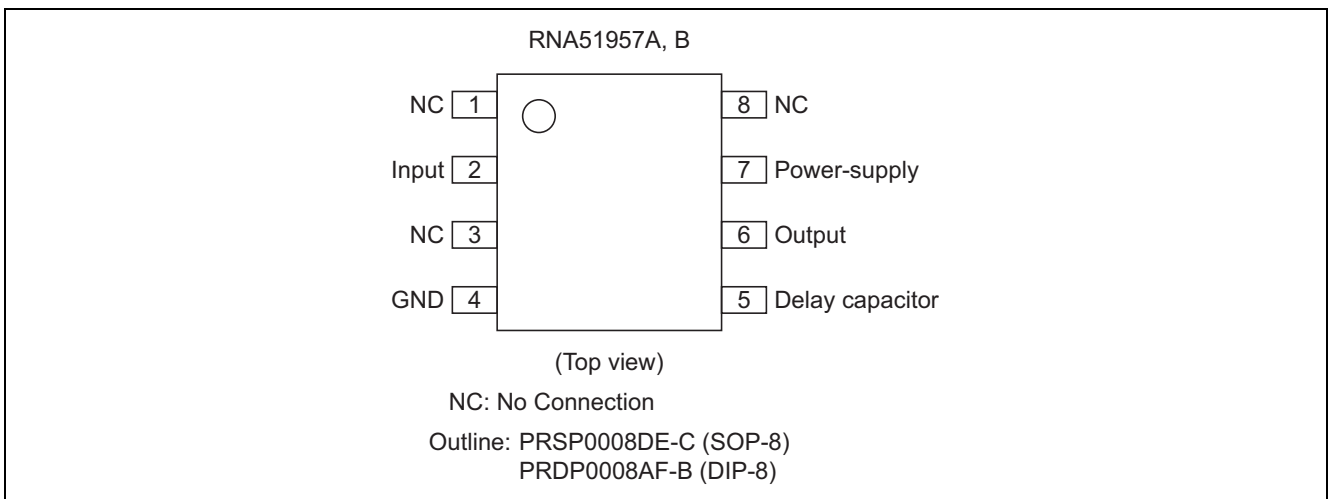 RNA51957A, B
NC 1
8 NC
Input 2
7 Power-supply
NC 3
6 Output
GND 4
5 Delay capacitor
(Top view)
NC: No Connection
Outline: PRSP0008DE-C (SOP-8)
PRDP0008AF-B (DIP-8)